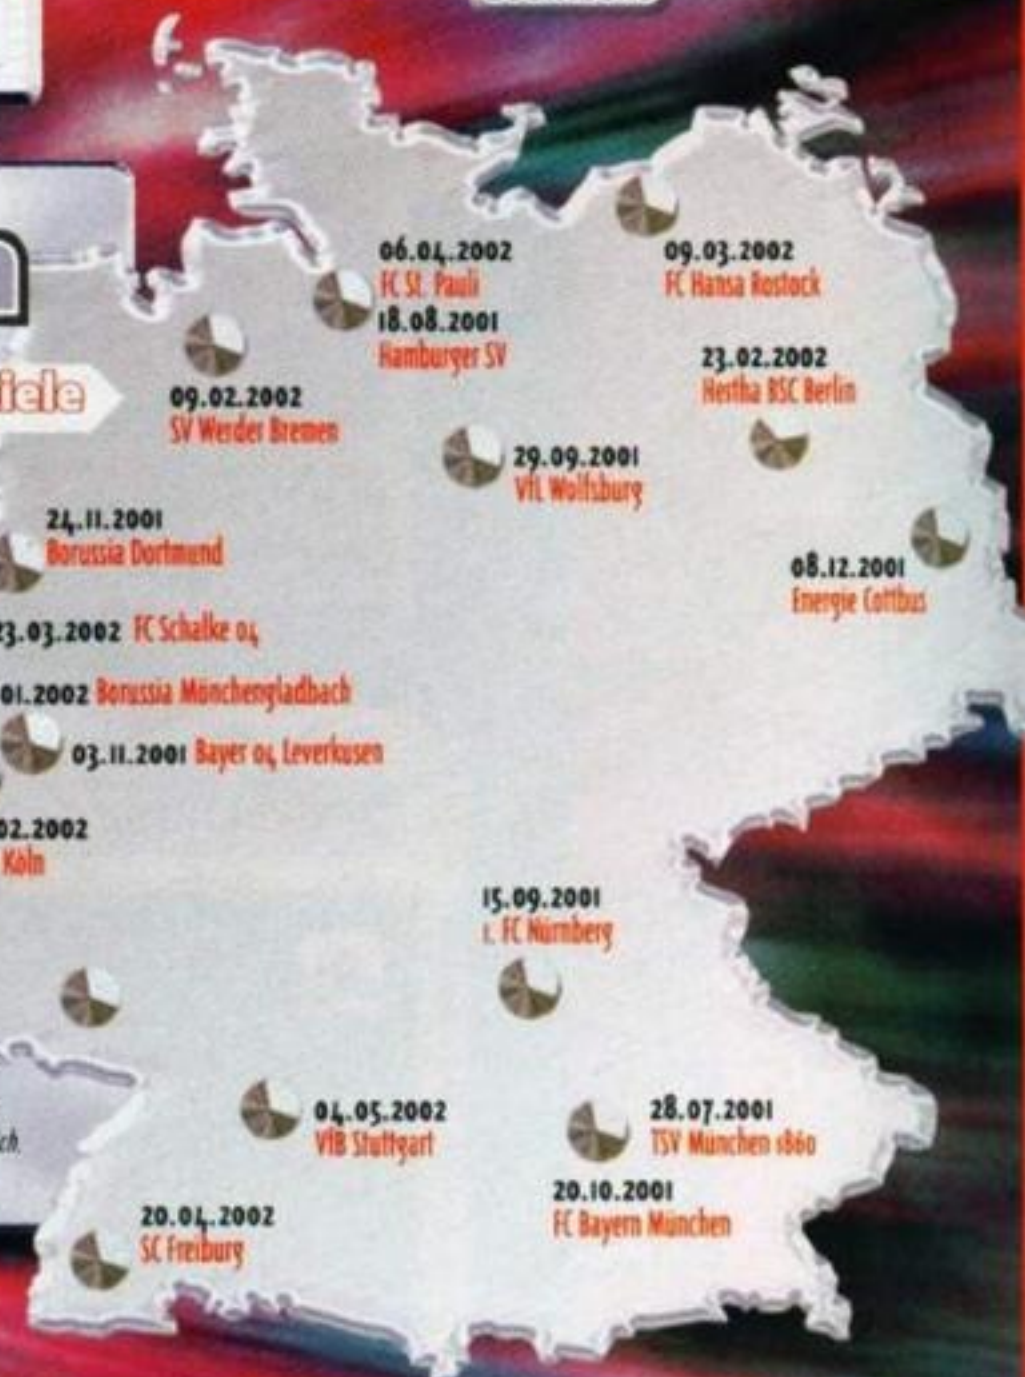 06.04.2002
FC St. Pauli
18.08.2001
Hamburger SV
09.03.2002
FC Hansa Rostock
23.02.2002
Hertha BSC Berlin
09.02.2002
SV Werder Bremen
iele
29.09.2001
VfL Wolfsburg
24.11.2001
Borussia Dortmund
08.12.2001
Energie Cottbus
23.03.2002 FC Schalke 04
01.2002 Borussia Mönchengladbach
03.11.2001 Bayer 04 Leverkusen
02.2002
Köln
15.09.2001
1. FC Nürnberg
04.05.2002
VfB Stuttgart
28.07.2001
TSV München 1860
ch.
20.10.2001
FC Bayern München
20.04.2002
SC Freiburg